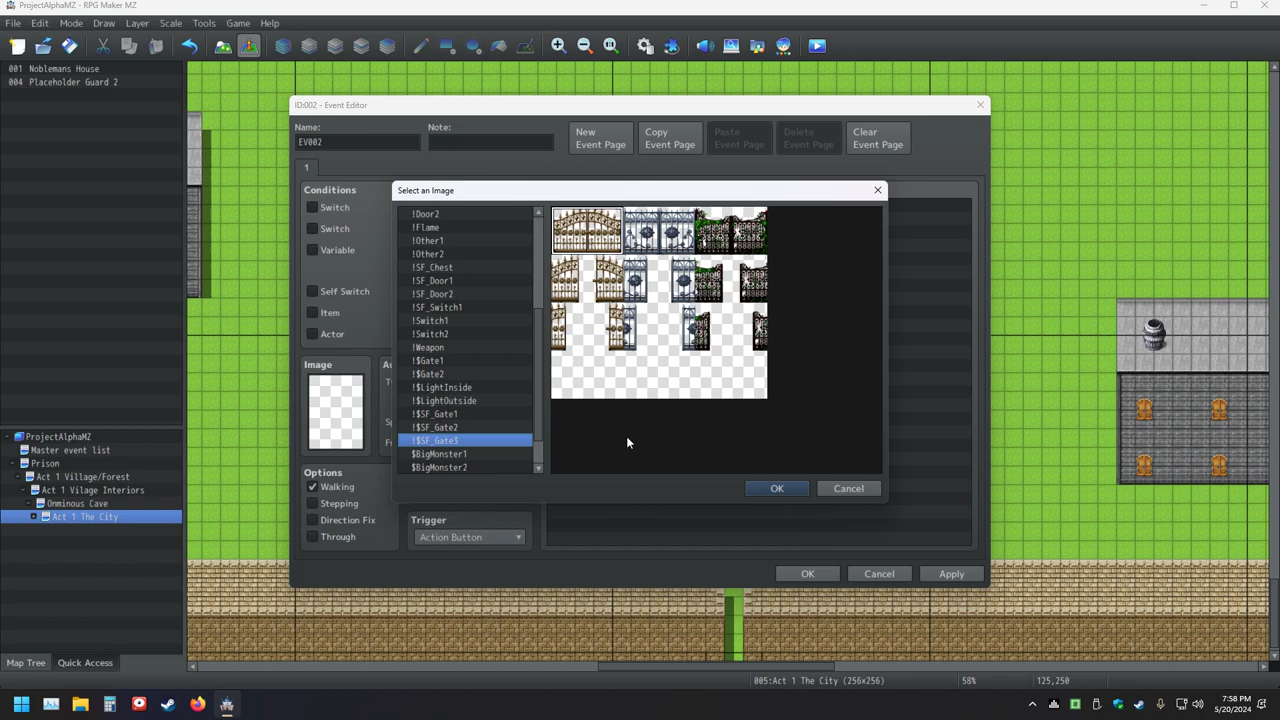 ProjectAlphaMZ - RPG Maker MZ
File Edit Mode Draw Layer Scale Tools Game Help
001 Noblemans House
004 Placeholder Guard 2
ID:002 - Event Editor
Name:
Note:
EV002
New
Event Page
Copy
Event Page
Paste
Event Page
Delete
Event Page
Clear
Event Page
1
Conditions
Switch
Switch
Variable
Self Switch
Item
Actor
Image
Options
Walking
Stepping
Direction Fix
Through
Trigger
Action Button
OK
Cancel
Apply
Select an Image
!Door2
!Flame
!Other1
!Other2
!SF_Chest
!SF_Door1
!SF_Door2
!SF_Switch1
!Switch1
!Switch2
!Weapon
!$Gate1
!$Gate2
!$LightInside
!$LightOutside
!$SF_Gate1
!$SF_Gate2
!$SF_Gate3
$BigMonster1
$BigMonster2
OK
Cancel
ProjectAlphaMZ
Master event list
Prison
Act 1 Village/Forest
Act 1 Vilage Interiors
Onminous Cave
Act 1 The City
Map Tree
Quick Access
005:Act 1 The City (256x256)
58%
125,250
7:58 PM
5/20/2024